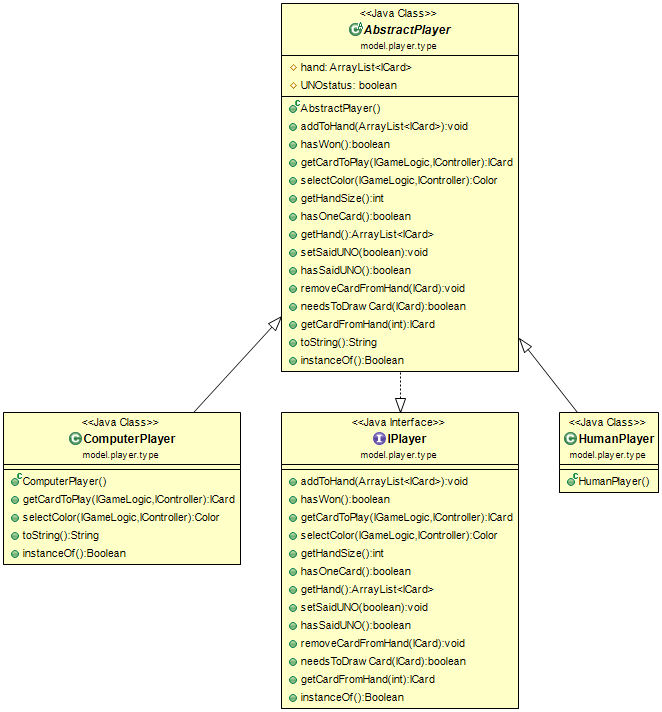 <<Java Class>>
AbstractPlayer
model.player.type
hand: ArrayList<ICard>
UNOstatus: boolean
AbstractPlayer()
addToHand(ArrayList<ICard>):void
hasWon():boolean
getCardToPlay(IGameLogic,IController):ICard
selectColor(IGameLogic,IController):Color
getHandSize():int
hasOneCard():boolean
getHand():ArrayList<ICard>
setSaidUNO(boolean):void
hasSaidUNO():boolean
removeCardFromHand(ICard):void
needsToDrawCard(ICard):boolean
getCardFromHand(int):ICard
toString():String
instanceOf():Boolean
<<Java Class>>
ComputerPlayer
model.player.type
ComputerPlayer()
getCardToPlay(IGameLogic,IController):ICard
selectColor(IGameLogic,IController):Color
toString():String
instanceOf():Boolean
<<Java Interface>>
IPlayer
model.player.type
addToHand(ArrayList<ICard>):void
hasWon():boolean
getCardToPlay(IGameLogic,IController):ICard
selectColor(IGameLogic,IController):Color
getHandSize():int
hasOneCard():boolean
getHand():ArrayList<ICard>
setSaidUNO(boolean):void
hasSaidUNO():boolean
removeCardFromHand(ICard):void
needsToDrawCard(ICard):boolean
getCardFromHand(int):ICard
instanceOf():Boolean
<<Java Class>>
HumanPlayer
model.player.type
HumanPlayer()